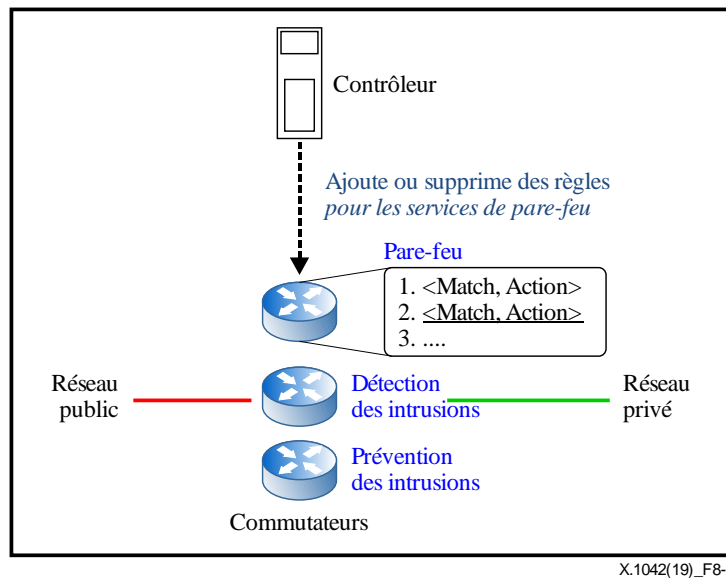 Contrôleur
Ajoute ou supprime des règles
pour les services de pare-feu
Pare-feu
1. <Match, Action>
2. <Match, Action>
3. ....
Réseau
public
Détection
des intrusions
Réseau
privé
Prévention
des intrusions
Commutateurs
X.1042(19)_F8-